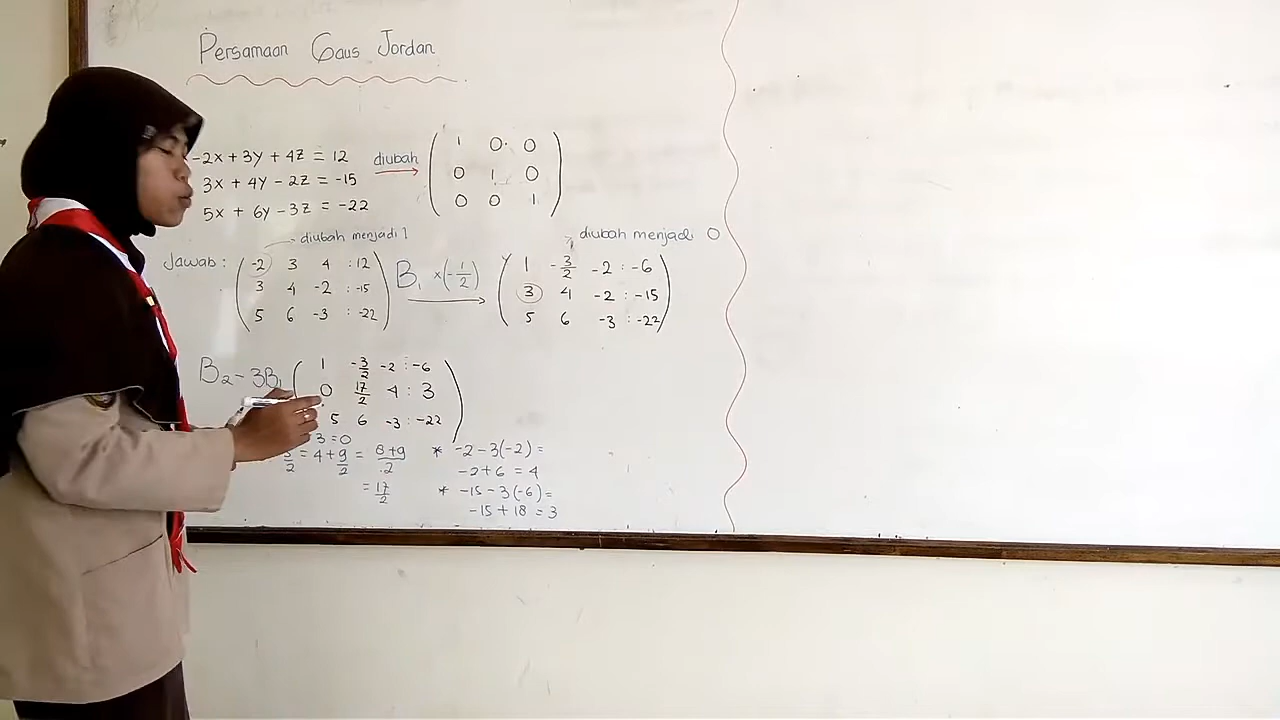 Persamaan Gaus Jordan
-2x + 3y + 4z = 12 diubah ( 1 0 0
3x + 4y - 2z = -15 0 1 0
5x + 6y - 3z = -22 0 0 1 )
diubah menjadi 1
diubah menjadi 0
Jawab : ( -2 3 4 : 12 B₁ ×(-1/2) ( 1 -3/2 -2 : -6
3 4 -2 : -15 3 4 -2 : -15
5 6 -3 : -22 ) 5 6 -3 : -22 )
B₂ - 3B₁ ( 1 -3/2 -2 : -6
0 17/2 4 : 3
5 6 -3 : -22 )
3 = 0
= 4 + 9/2 = 8+9/2
= 17/2
* -2 - 3(-2) =
-2 + 6 = 4
* -15 - 3(-6) =
-15 + 18 = 3